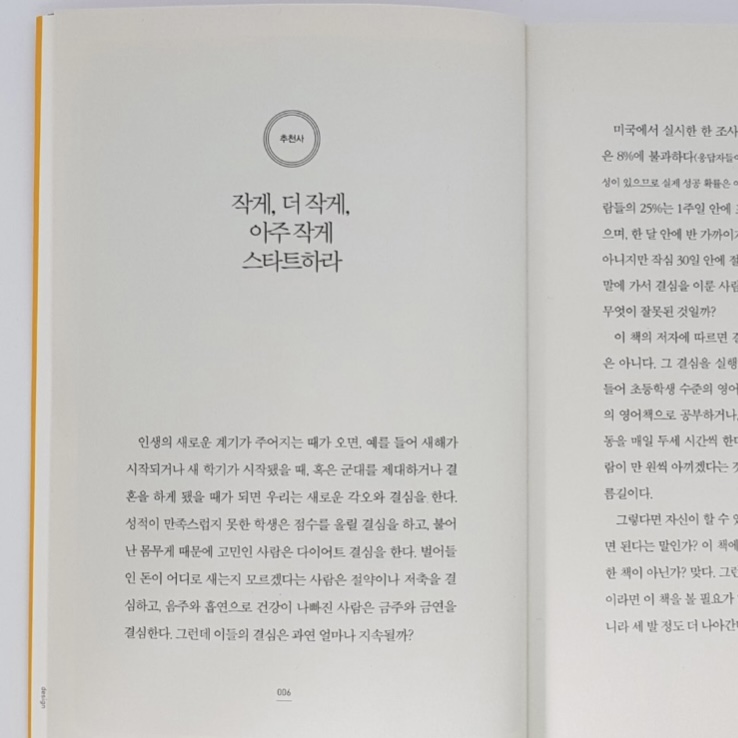 추천사
작게, 더 작게,
아주 작게
스타트하라
인생의 새로운 계기가 주어지는 때가 오면, 예를 들어 새해가
시작되거나 새 학기가 시작됐을 때, 혹은 군대를 제대하거나 결
혼을 하게 됐을 때가 되면 우리는 새로운 각오와 결심을 한다.
성적이 만족스럽지 못한 학생은 점수를 올릴 결심을 하고, 불어
난 몸무게 때문에 고민인 사람은 다이어트 결심을 한다. 벌어들
인 돈이 어디로 새는지 모르겠다는 사람은 절약이나 저축을 결
심하고, 음주와 흡연으로 건강이 나빠진 사람은 금주와 금연을
결심한다. 그런데 이들의 결심은 과연 얼마나 지속될까?
006
design
미국에서 실시한 한 조사
은 8%에 불과하다(응답자들이
성이 있으므로 실제 성공 확률은
람들의 25%는 1주일 안에
으며, 한 달 안에 반 가까이
아니지만 작심 30일 안에
말에 가서 결심을 이룬 사람
무엇이 잘못된 것일까?
이 책의 저자에 따르면
은 아니다. 그 결심을 실행
들어 초등학생 수준의 영어
의 영어책으로 공부하거나,
동을 매일 두세 시간씩 한다
람이 만 원씩 아끼겠다는
름길이다.
그렇다면 자신이 할 수
면 된다는 말인가? 이 책에
한 책이 아닌가? 맞다. 그런
이라면 이 책을 볼 필요가
니라 세 발 정도 더 나아간